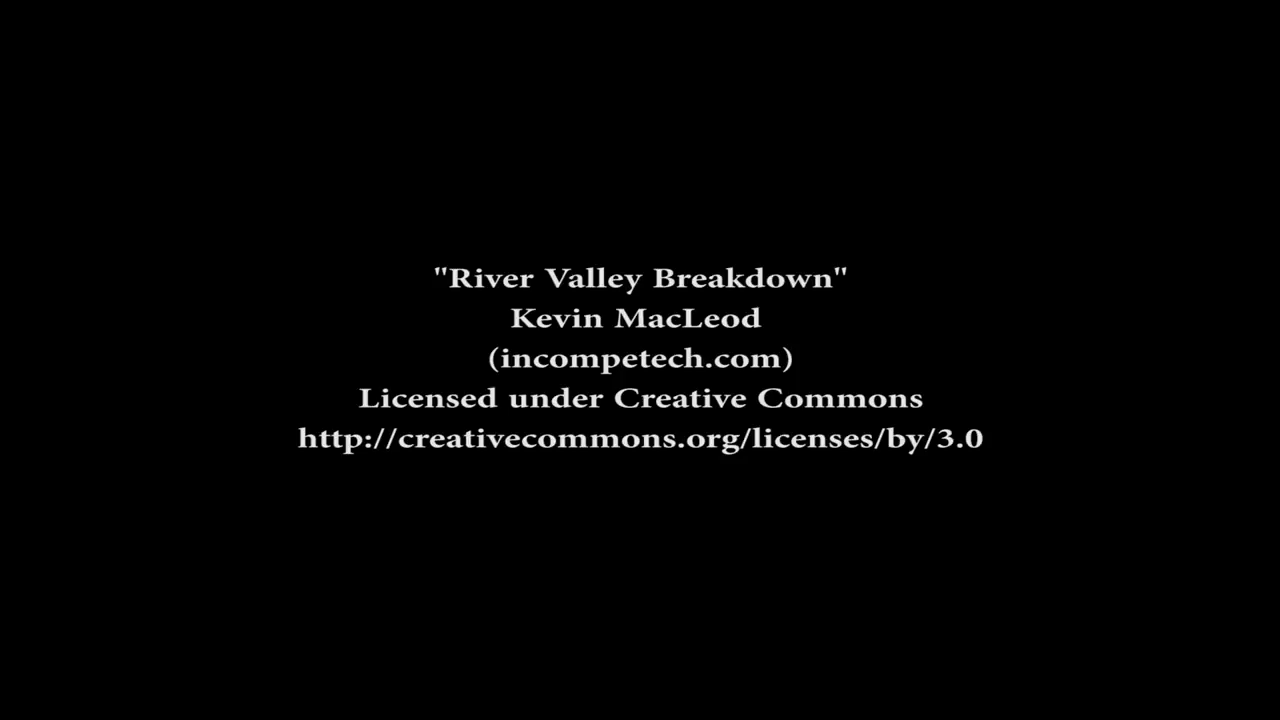 "River Valley Breakdown"
Kevin MacLeod
(incompetech.com)
Licensed under Creative Commons
http://creativecommons.org/licenses/by/3.0